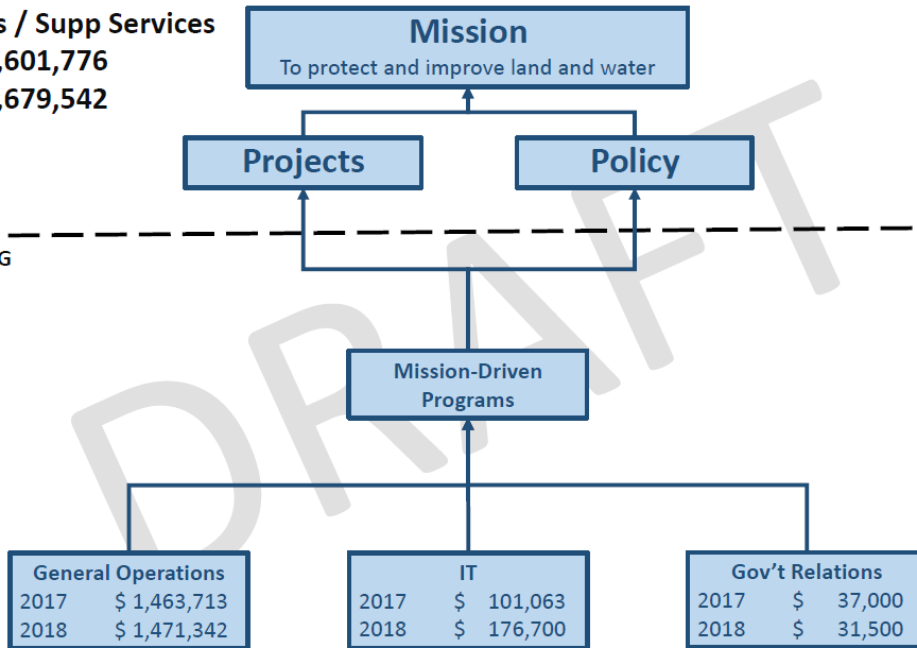 s / Supp Services
,601,776
,679,542
Mission
To protect and improve land and water
Projects
Policy
G
Mission-Driven
Programs
General Operations
2017 $ 1,463,713
2018 $ 1,471,342
IT
2017 $ 101,063
2018 $ 176,700
Gov't Relations
2017 $ 37,000
2018 $ 31,500
DRAFT